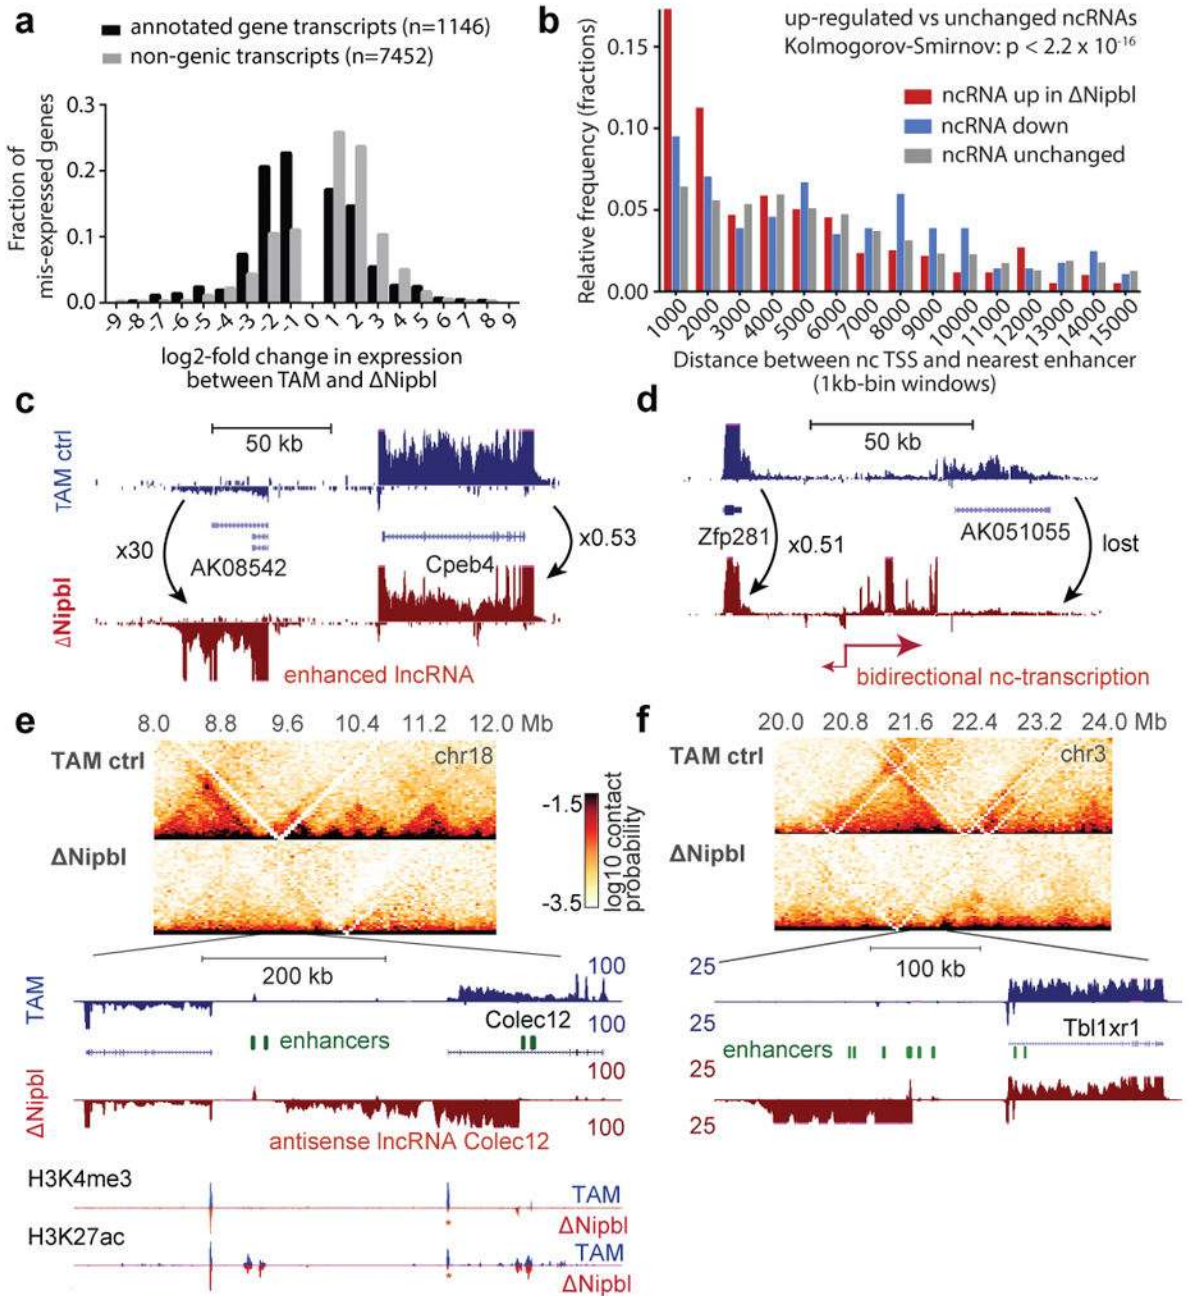 a
annotated gene transcripts (n=1146)
non-genic transcripts (n=7452)
Fraction of
mis-expressed genes
0.3
0.2
0.1
0.0
-9 -8 -7 -6 -5 -4 -3 -2 -1 0 1 2 3 4 5 6 7 8 9
log2-fold change in expression
between TAM and ΔNipbl
b
up-regulated vs unchanged ncRNAs
Kolmogorov-Smirnov: p < 2.2 x 10-16
ncRNA up in ΔNipbl
ncRNA down
ncRNA unchanged
Relative frequency (fractions)
0.15
0.10
0.05
0.00
1000 2000 3000 4000 5000 6000 7000 8000 9000 10000 11000 12000 13000 14000 15000
Distance between nc TSS and nearest enhancer
(1kb-bin windows)
c
50 kb
TAM ctrl
x30
AK08542
Cpeb4
x0.53
ΔNipbl
enhanced lncRNA
d
50 kb
Zfp281
x0.51
AK051055
lost
bidirectional nc-transcription
e
8.0 8.8 9.6 10.4 11.2 12.0 Mb
TAM ctrl
chr18
ΔNipbl
-1.5
-3.5
log10 contact
probability
200 kb
TAM
100
100
Colec12
enhancers
ΔNipbl
100
100
antisense lncRNA Colec12
H3K4me3
TAM
ΔNipbl
*
H3K27ac
TAM
ΔNipbl
*
f
20.0 20.8 21.6 22.4 23.2 24.0 Mb
TAM ctrl
chr3
ΔNipbl
100 kb
25
25
Tbl1xr1
enhancers
25
25